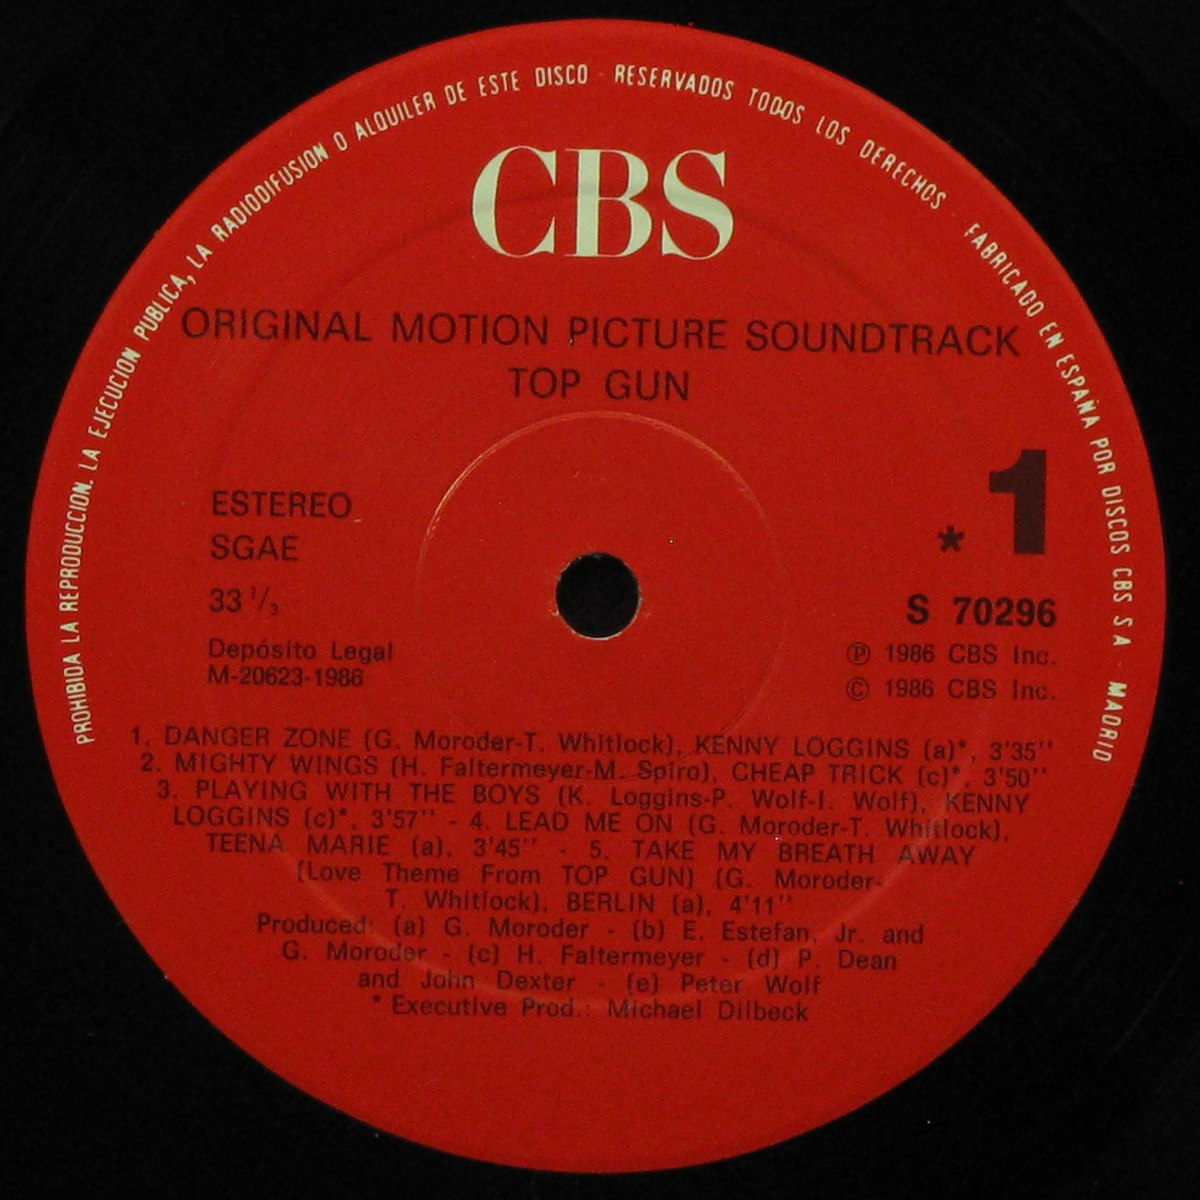 PROHIBIDA LA REPRODUCCION. LA EJECUCION PUBLICA, LA RADIODIFUSION O ALQUILER DE ESTE DISCO · RESERVADOS TODOS LOS DERECHOS · FABRICADO EN ESPAÑA POR DISCOS CBS S A · MADRID
CBS
ORIGINAL MOTION PICTURE SOUNDTRACK
TOP GUN
ESTEREO
SGAE
33 1/3
Depósito Legal
M-20623-1986
* 1
S 70296
℗ 1986 CBS Inc.
© 1986 CBS Inc.
1. DANGER ZONE (G. Moroder-T. Whitlock), KENNY LOGGINS (a)*, 3'35''
2. MIGHTY WINGS (H. Faltermeyer-M. Spiro), CHEAP TRICK (c)*, 3'50''
3. PLAYING WITH THE BOYS (K. Loggins-P. Wolf-I. Wolf), KENNY
LOGGINS (c)*, 3'57'' - 4. LEAD ME ON (G. Moroder-T. Whitlock),
TEENA MARIE (a), 3'45'' - 5. TAKE MY BREATH AWAY
(Love Theme From TOP GUN) (G. Moroder-
T. Whitlock), BERLIN (a), 4'11''
Produced: (a) G. Moroder - (b) E. Estefan, Jr. and
G. Moroder - (c) H. Faltermeyer - (d) P. Dean
and John Dexter - (e) Peter Wolf
* Executive Prod.: Michael Dilbeck